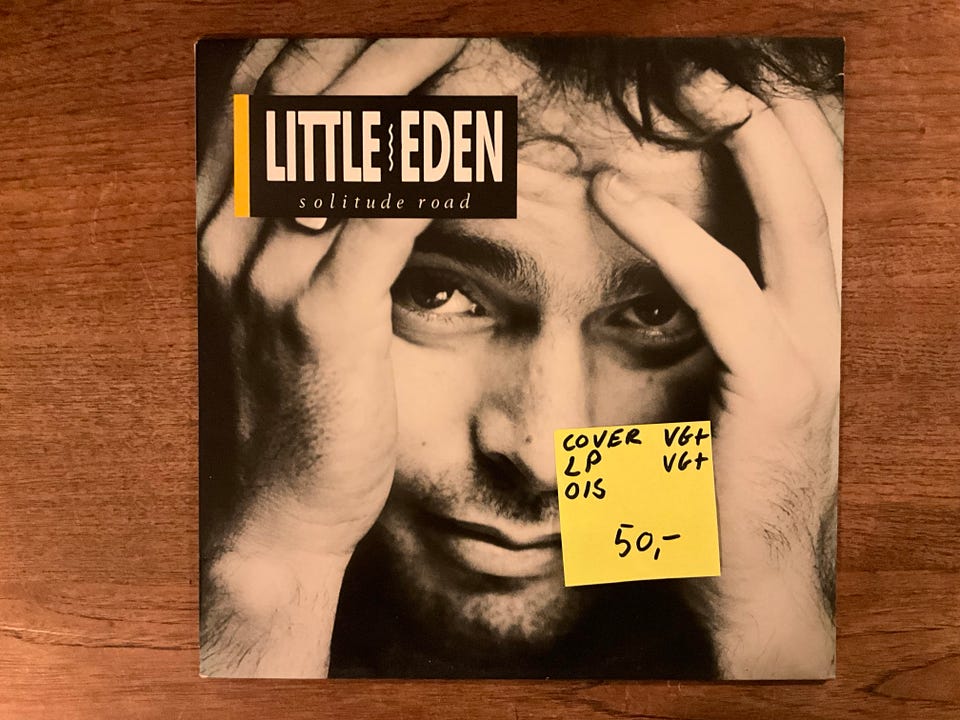 LITTLE EDEN
solitude road
COVER VG+
LP VG+
OIS
50,-